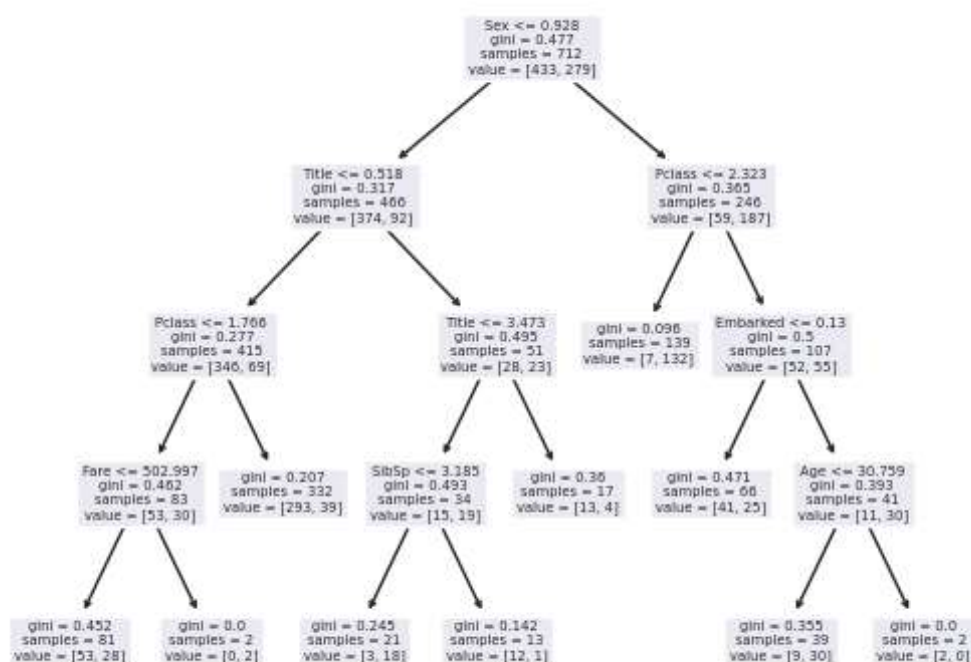 Sex <= 0.928
gini = 0.477
samples = 712
value = [433, 279]
Title <= 0.518
gini = 0.317
samples = 466
value = [374, 92]
Pclass <= 2.323
gini = 0.365
samples = 246
value = [59, 187]
Pclass <= 1.766
gini = 0.277
samples = 415
value = [346, 69]
Title <= 3.473
gini = 0.495
samples = 51
value = [28, 23]
gini = 0.096
samples = 139
value = [7, 132]
Embarked <= 0.13
gini = 0.5
samples = 107
value = [52, 55]
Fare <= 502.997
gini = 0.462
samples = 83
value = [53, 30]
gini = 0.207
samples = 332
value = [293, 39]
SibSp <= 3.185
gini = 0.493
samples = 34
value = [15, 19]
gini = 0.36
samples = 17
value = [13, 4]
gini = 0.471
samples = 66
value = [41, 25]
Age <= 30.759
gini = 0.393
samples = 41
value = [11, 30]
gini = 0.452
samples = 81
value = [53, 28]
gini = 0.0
samples = 2
value = [0, 2]
gini = 0.245
samples = 21
value = [3, 18]
gini = 0.142
samples = 13
value = [12, 1]
gini = 0.355
samples = 39
value = [9, 30]
gini = 0.0
samples = 2
value = [2, 0]